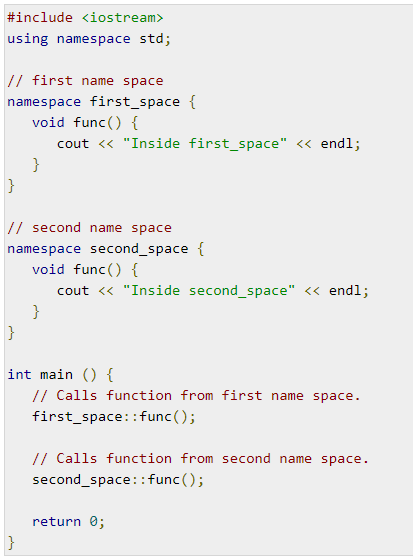 #include <iostream>
using namespace std;

// first name space
namespace first_space {
   void func() {
      cout << "Inside first_space" << endl;
   }
}

// second name space
namespace second_space {
   void func() {
      cout << "Inside second_space" << endl;
   }
}

int main () {
   // Calls function from first name space.
   first_space::func();

   // Calls function from second name space.
   second_space::func();

   return 0;
}